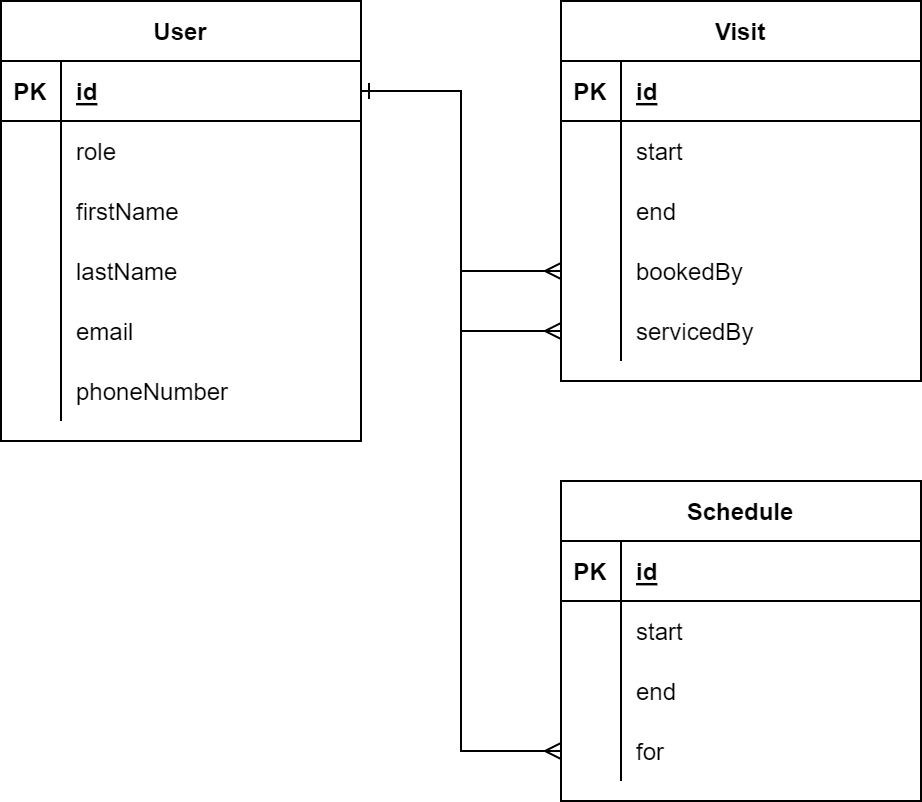 User
PK id
role
firstName
lastName
email
phoneNumber
Visit
PK id
start
end
bookedBy
servicedBy
Schedule
PK id
start
end
for